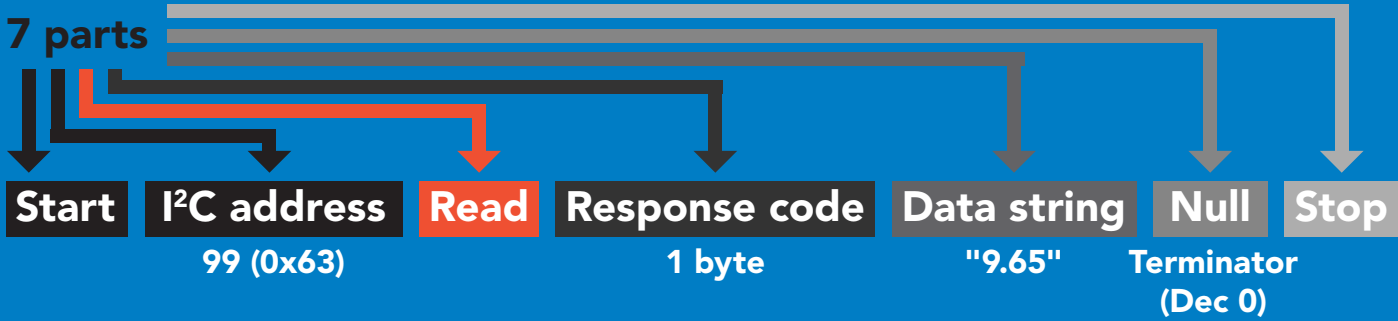 7 parts
Start I²C address Read Response code Data string Null Stop
99 (0x63) 1 byte "9.65" Terminator
(Dec 0)